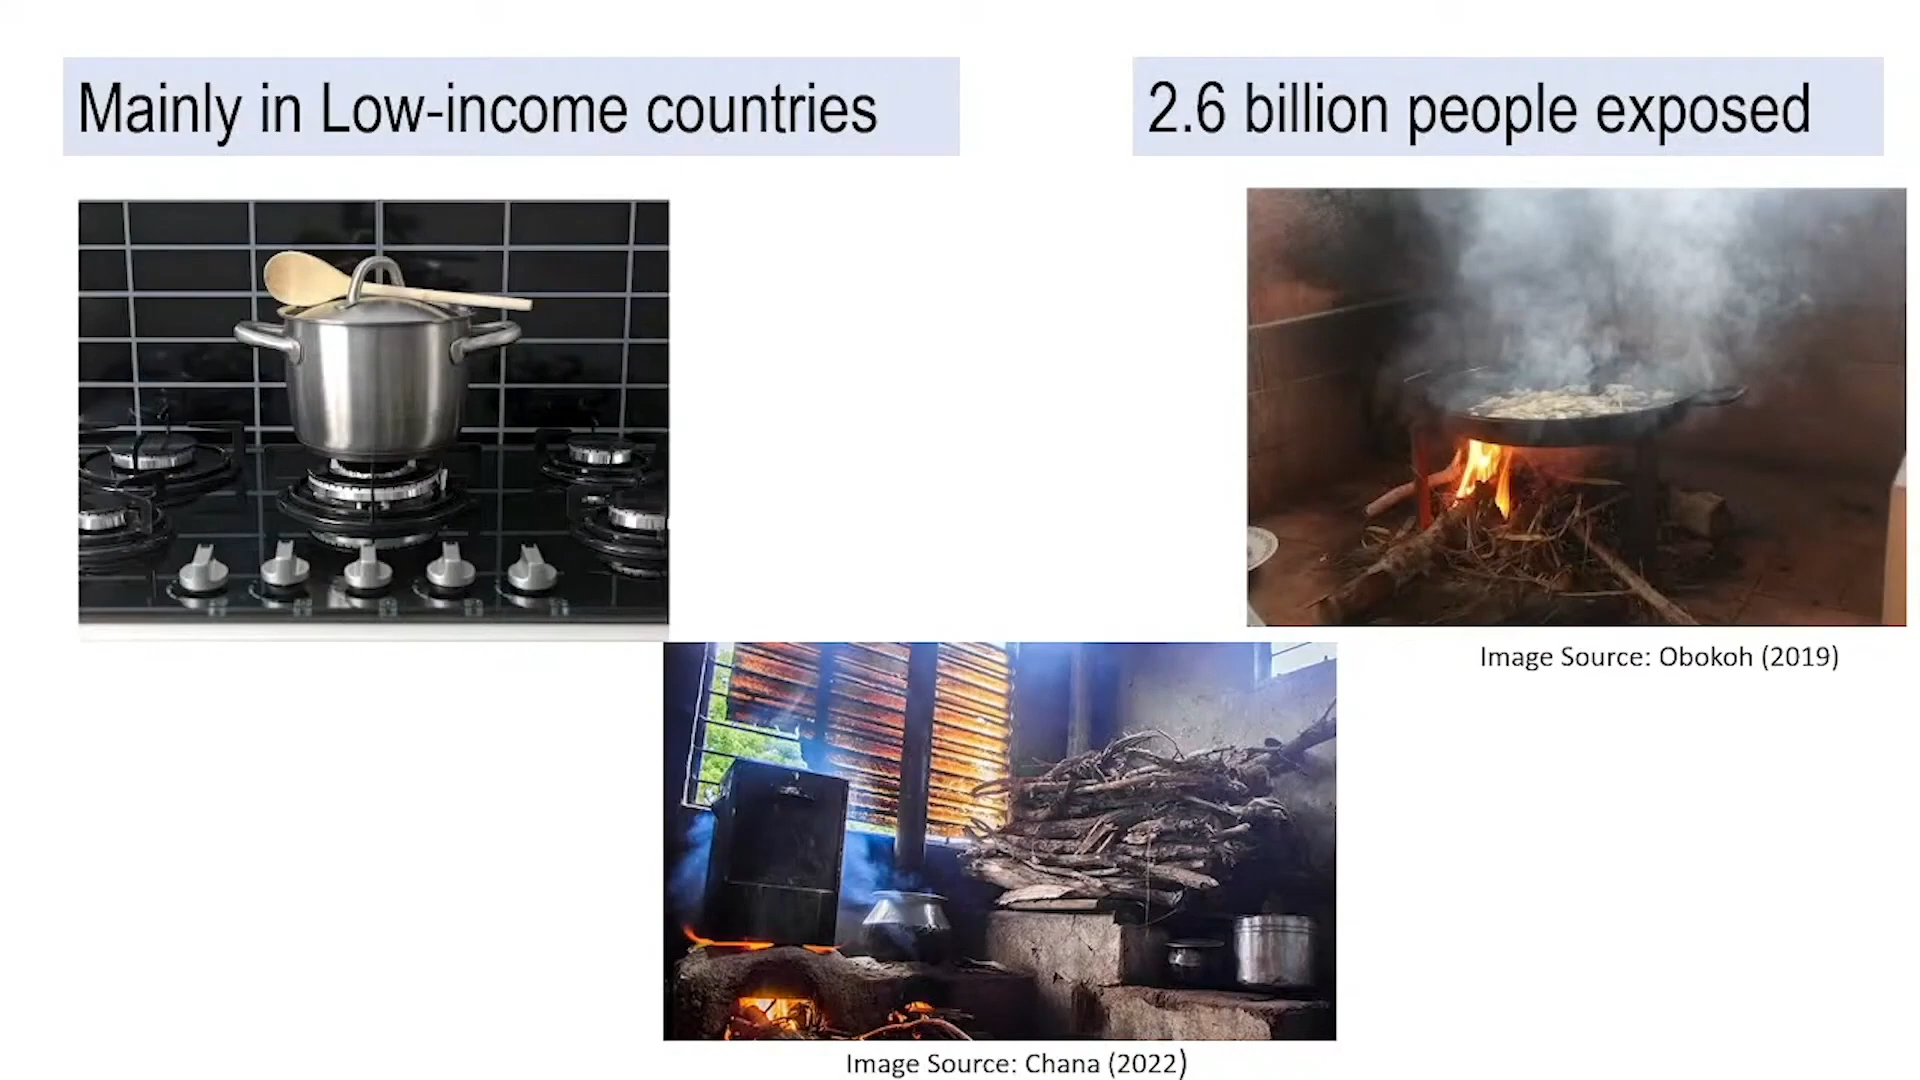 Mainly in Low-income countries
2.6 billion people exposed
Image Source: Obokoh (2019)
Image Source: Chana (2022)